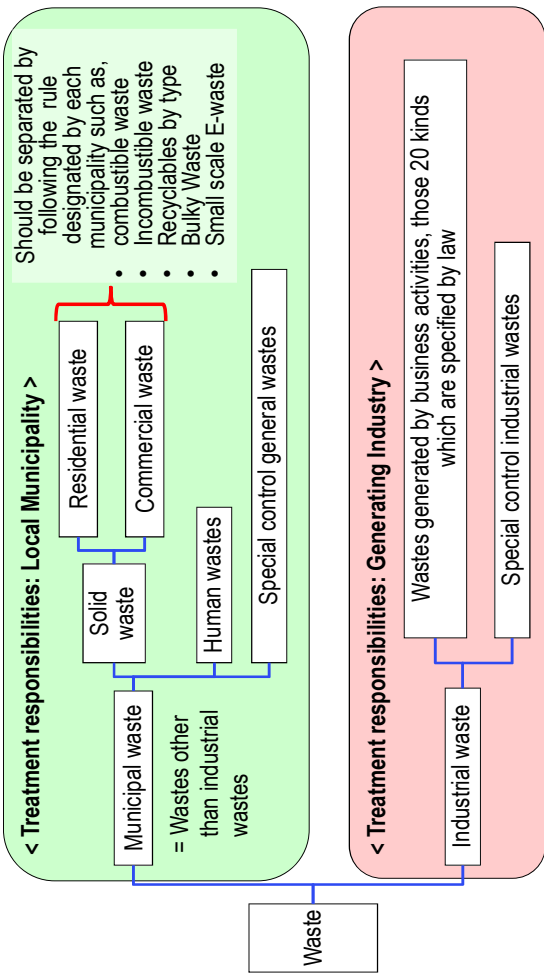 < Treatment responsibilities: Local Municipality >
Waste
Municipal waste
= Wastes other
than industrial
wastes
Solid
waste
Residential waste
Commercial waste
Human wastes
Special control general wastes
Should be separated by
following the rule
designated by each
municipality such as,
• combustible waste
• Incombustible waste
• Recyclables by type
• Bulky Waste
• Small scale E-waste
< Treatment responsibilities: Generating Industry >
Industrial waste
Wastes generated by business activities, those 20 kinds
which are specified by law
Special control industrial wastes